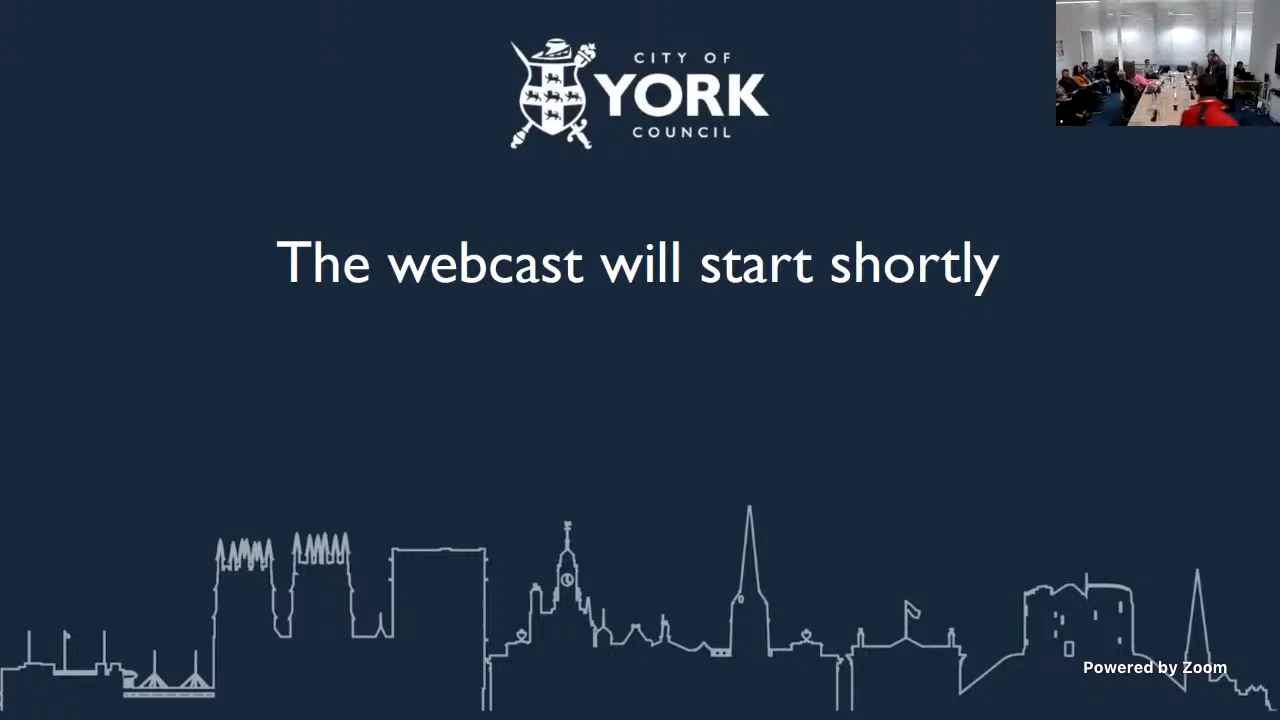 CITY OF
YORK
COUNCIL
The webcast will start shortly
Powered by Zoom